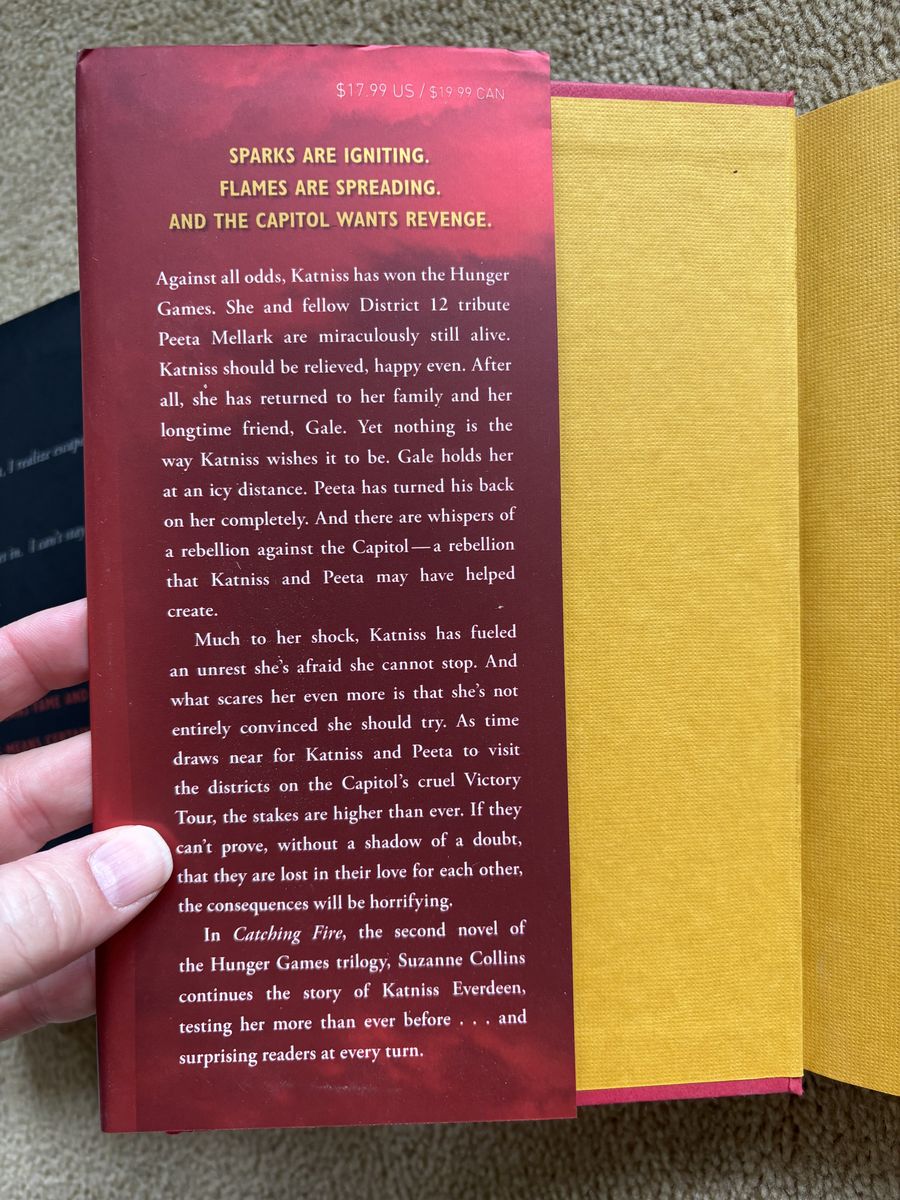 $17.99 US / $19.99 CAN
SPARKS ARE IGNITING.
FLAMES ARE SPREADING.
AND THE CAPITOL WANTS REVENGE.
Against all odds, Katniss has won the Hunger
Games. She and fellow District 12 tribute
Peeta Mellark are miraculously still alive.
Katniss should be relieved, happy even. After
all, she has returned to her family and her
longtime friend, Gale. Yet nothing is the
way Katniss wishes it to be. Gale holds her
at an icy distance. Peeta has turned his back
on her completely. And there are whispers of
a rebellion against the Capitol—a rebellion
that Katniss and Peeta may have helped
create.
Much to her shock, Katniss has fueled
an unrest she's afraid she cannot stop. And
what scares her even more is that she's not
entirely convinced she should try. As time
draws near for Katniss and Peeta to visit
the districts on the Capitol's cruel Victory
Tour, the stakes are higher than ever. If they
can't prove, without a shadow of a doubt,
that they are lost in their love for each other,
the consequences will be horrifying.
In Catching Fire, the second novel of
the Hunger Games trilogy, Suzanne Collins
continues the story of Katniss Everdeen,
testing her more than ever before . . . and
surprising readers at every turn.
I realize
in. I can't
FAME AND
MEANS